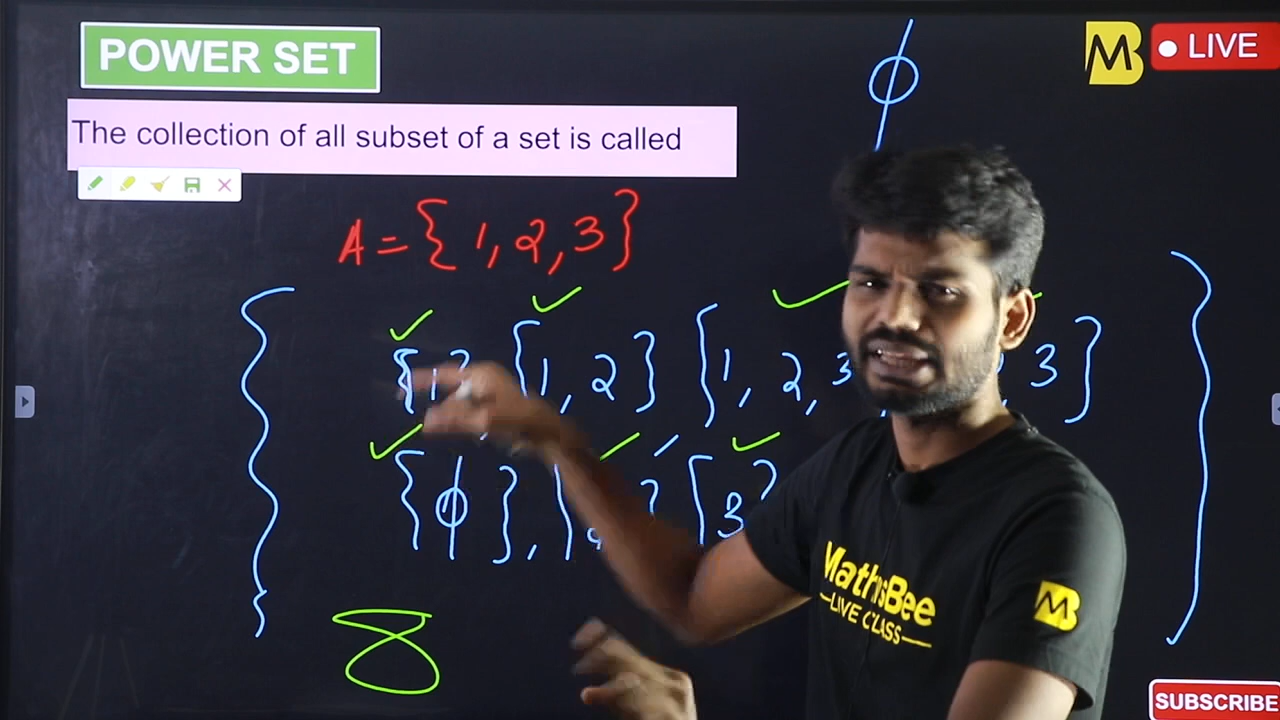 POWER SET
M LIVE
ϕ
The collection of all subset of a set is called
A = { 1, 2, 3 }
{1} {1, 2} {1, 2, 3 , 3}
{ϕ}, { {3}
8
MathsBee
LIVE CLASS
SUBSCRIBE